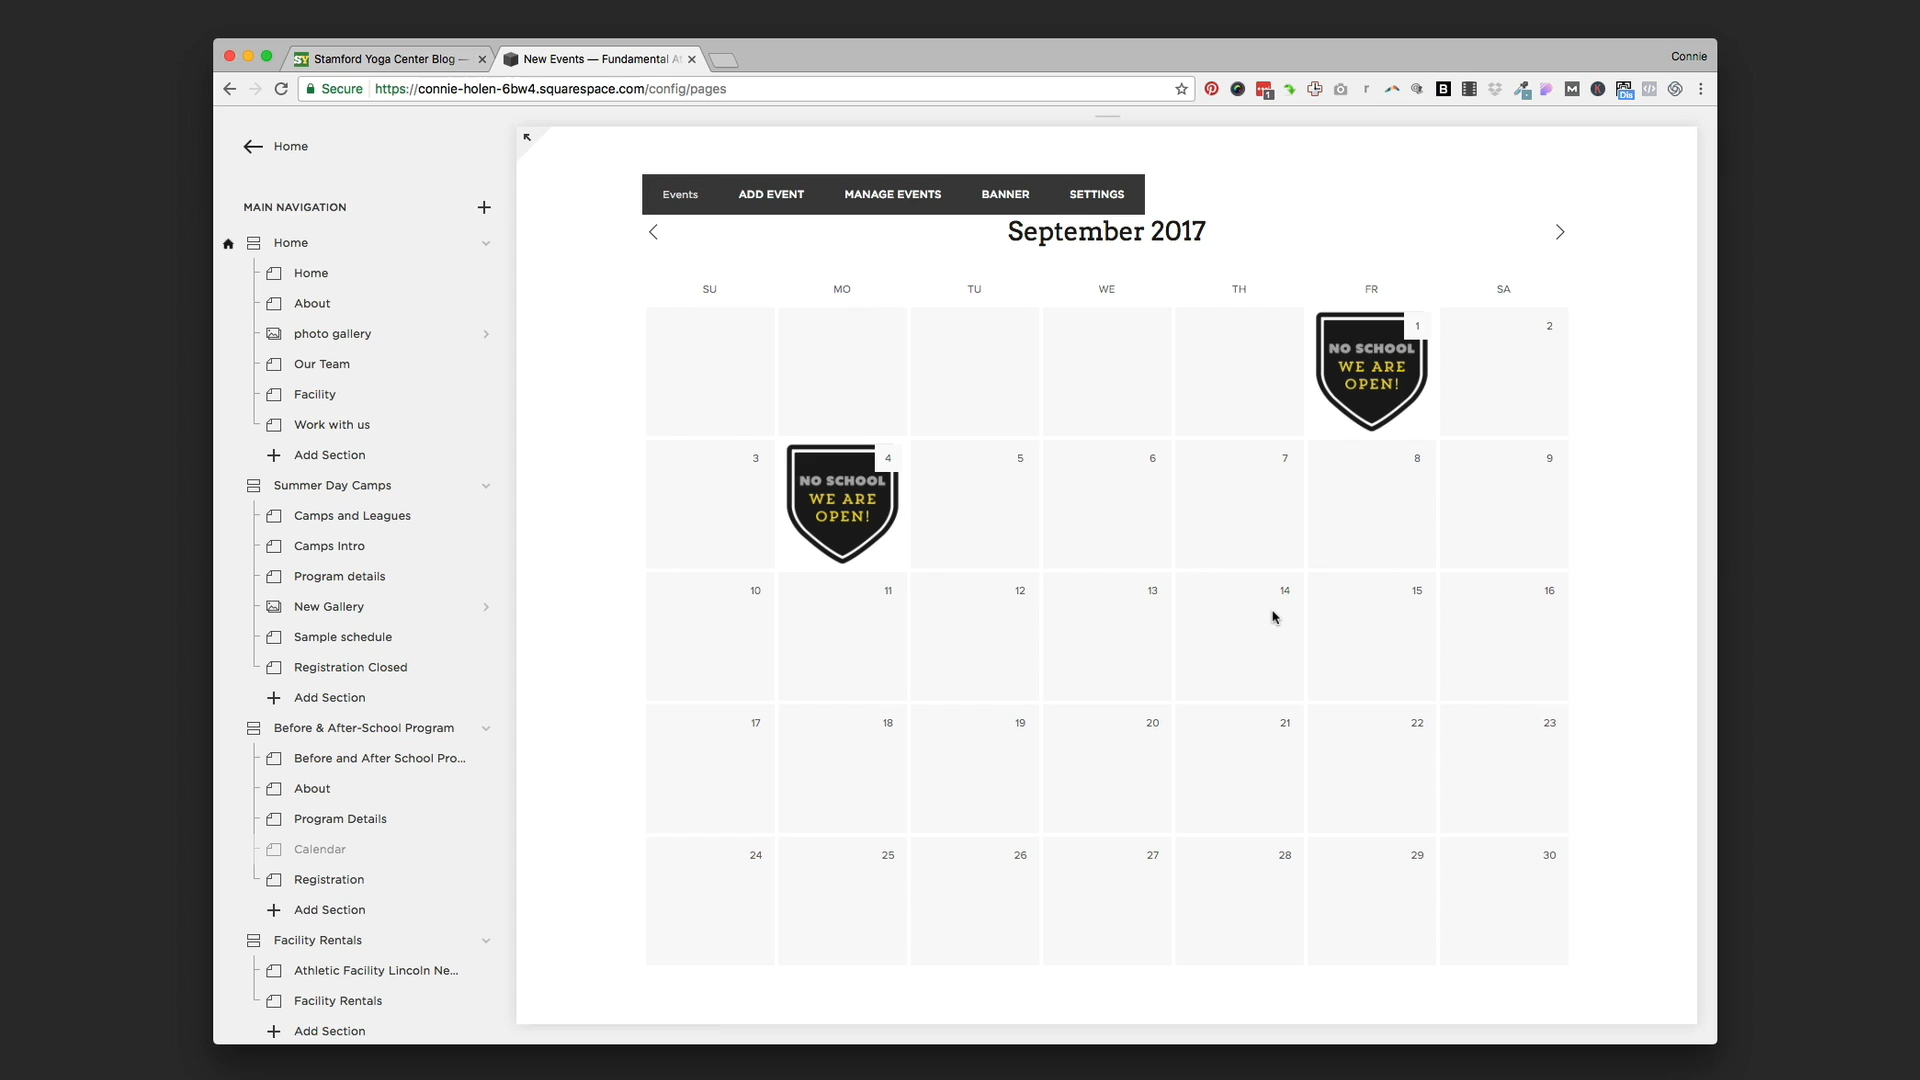 Stamford Yoga Center Blog —
New Events — Fundamental
Connie
Secure
https://connie-holen-6bw4.squarespace.com/config/pages
Home
MAIN NAVIGATION
Home
Home
About
photo gallery
Our Team
Facility
Work with us
Add Section
Summer Day Camps
Camps and Leagues
Camps Intro
Program details
New Gallery
Sample schedule
Registration Closed
Add Section
Before & After-School Program
Before and After School Pro...
About
Program Details
Calendar
Registration
Add Section
Facility Rentals
Athletic Facility Lincoln Ne...
Facility Rentals
Add Section
Events ADD EVENT MANAGE EVENTS BANNER SETTINGS
September 2017
SU MO TU WE TH FR SA
1 2
NO SCHOOL
WE ARE
OPEN!
3 4 5 6 7 8 9
NO SCHOOL
WE ARE
OPEN!
10 11 12 13 14 15 16
17 18 19 20 21 22 23
24 25 26 27 28 29 30